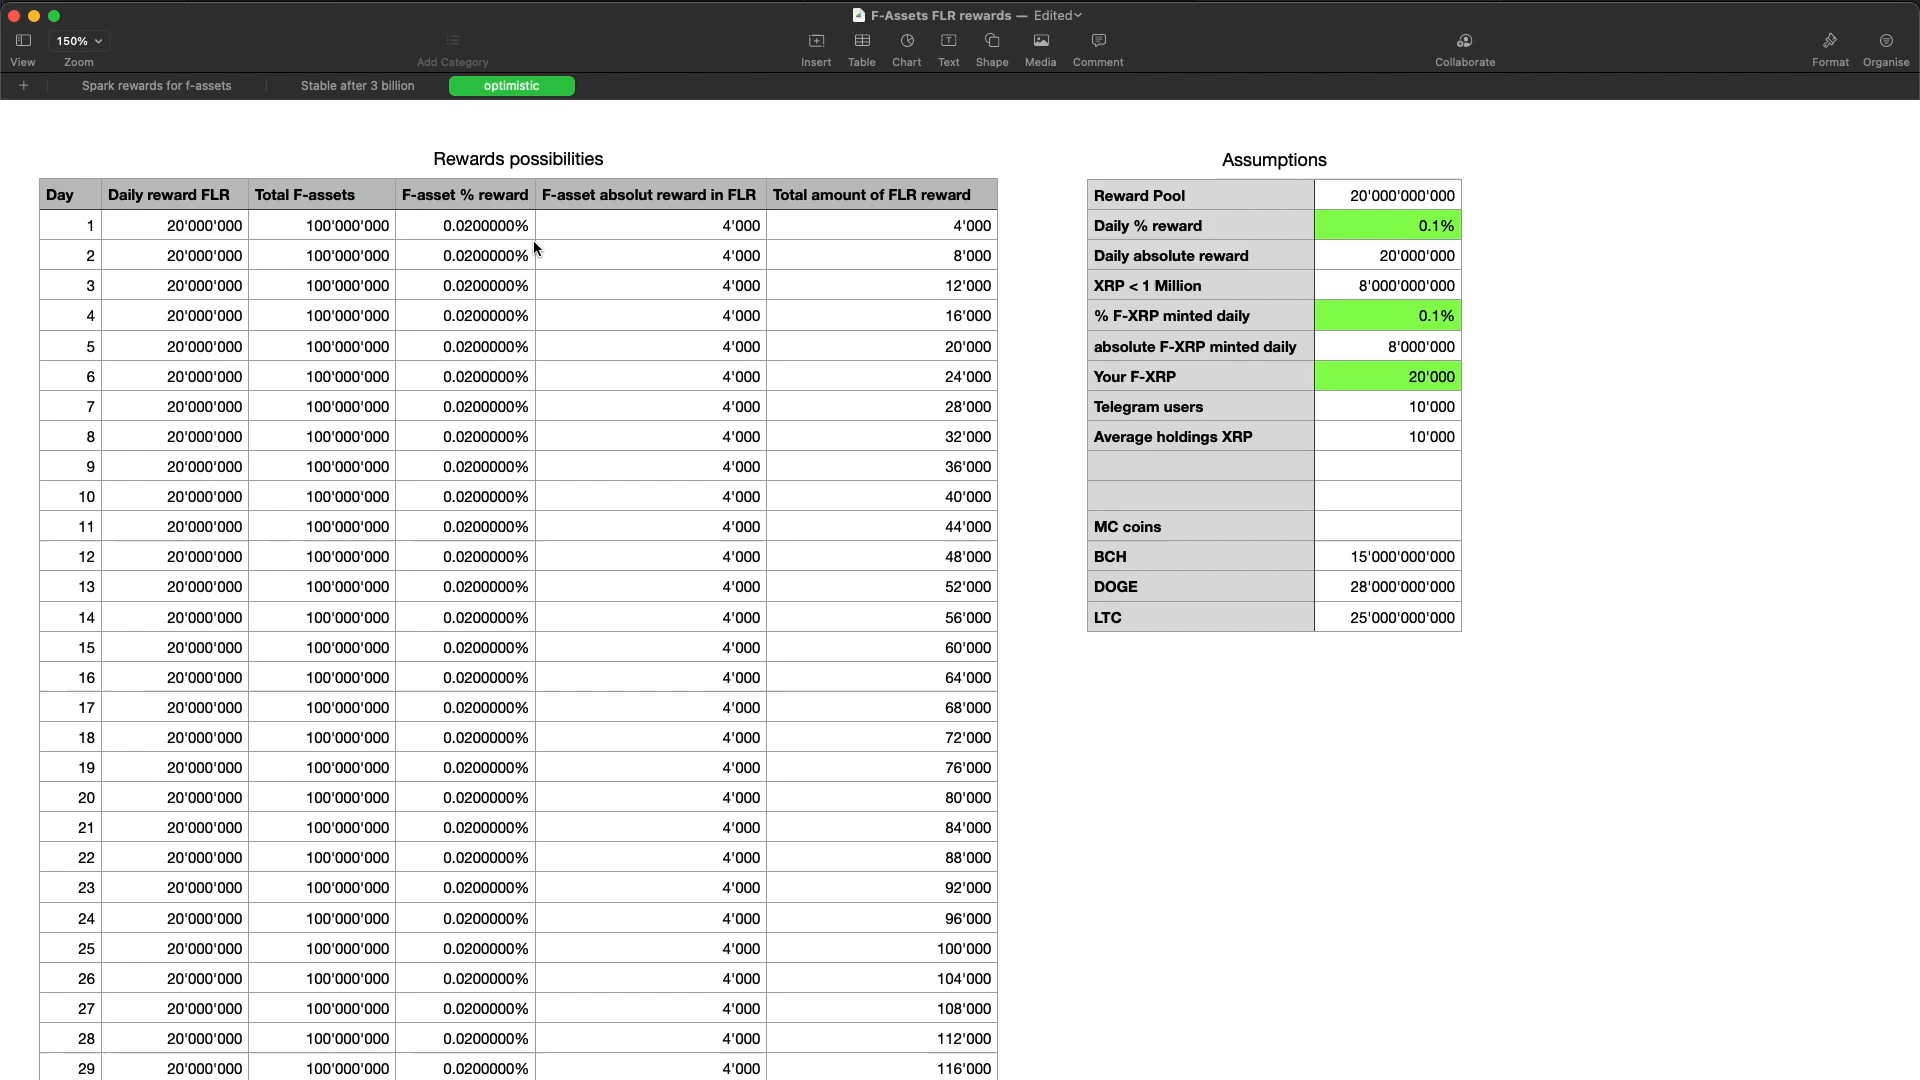 F-Assets FLR rewards — Edited
150%
View Zoom Add Category Insert Table Chart Text Shape Media Comment Collaborate Format Organise
Spark rewards for f-assets Stable after 3 billion optimistic
Rewards possibilities
Day Daily reward FLR Total F-assets F-asset % reward F-asset absolut reward in FLR Total amount of FLR reward
1 20'000'000 100'000'000 0.0200000% 4'000 4'000
2 20'000'000 100'000'000 0.0200000% 4'000 8'000
3 20'000'000 100'000'000 0.0200000% 4'000 12'000
4 20'000'000 100'000'000 0.0200000% 4'000 16'000
5 20'000'000 100'000'000 0.0200000% 4'000 20'000
6 20'000'000 100'000'000 0.0200000% 4'000 24'000
7 20'000'000 100'000'000 0.0200000% 4'000 28'000
8 20'000'000 100'000'000 0.0200000% 4'000 32'000
9 20'000'000 100'000'000 0.0200000% 4'000 36'000
10 20'000'000 100'000'000 0.0200000% 4'000 40'000
11 20'000'000 100'000'000 0.0200000% 4'000 44'000
12 20'000'000 100'000'000 0.0200000% 4'000 48'000
13 20'000'000 100'000'000 0.0200000% 4'000 52'000
14 20'000'000 100'000'000 0.0200000% 4'000 56'000
15 20'000'000 100'000'000 0.0200000% 4'000 60'000
16 20'000'000 100'000'000 0.0200000% 4'000 64'000
17 20'000'000 100'000'000 0.0200000% 4'000 68'000
18 20'000'000 100'000'000 0.0200000% 4'000 72'000
19 20'000'000 100'000'000 0.0200000% 4'000 76'000
20 20'000'000 100'000'000 0.0200000% 4'000 80'000
21 20'000'000 100'000'000 0.0200000% 4'000 84'000
22 20'000'000 100'000'000 0.0200000% 4'000 88'000
23 20'000'000 100'000'000 0.0200000% 4'000 92'000
24 20'000'000 100'000'000 0.0200000% 4'000 96'000
25 20'000'000 100'000'000 0.0200000% 4'000 100'000
26 20'000'000 100'000'000 0.0200000% 4'000 104'000
27 20'000'000 100'000'000 0.0200000% 4'000 108'000
28 20'000'000 100'000'000 0.0200000% 4'000 112'000
29 20'000'000 100'000'000 0.0200000% 4'000 116'000
Assumptions
Reward Pool 20'000'000'000
Daily % reward 0.1%
Daily absolute reward 20'000'000
XRP < 1 Million 8'000'000'000
% F-XRP minted daily 0.1%
absolute F-XRP minted daily 8'000'000
Your F-XRP 20'000
Telegram users 10'000
Average holdings XRP 10'000
MC coins
BCH 15'000'000'000
DOGE 28'000'000'000
LTC 25'000'000'000